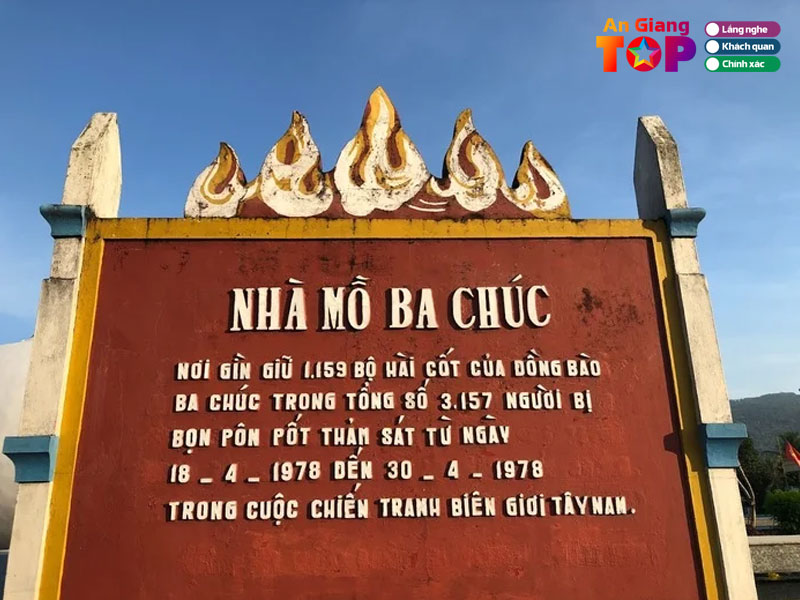 An Giang
TOP
Lắng nghe
Khách quan
Chính xác
NHÀ MỒ BA CHÚC
NƠI GÌN GIỮ 1.159 BỘ HÀI CỐT CỦA ĐỒNG BÀO
BA CHÚC TRONG TỔNG SỐ 3.157 NGƯỜI BỊ
BỌN PÔN PỐT THẢM SÁT TỪ NGÀY
18 _ 4 _ 1978 ĐẾN 30 _ 4 _ 1978
TRONG CUỘC CHIẾN TRANH BIÊN GIƠI TÂY NAM.